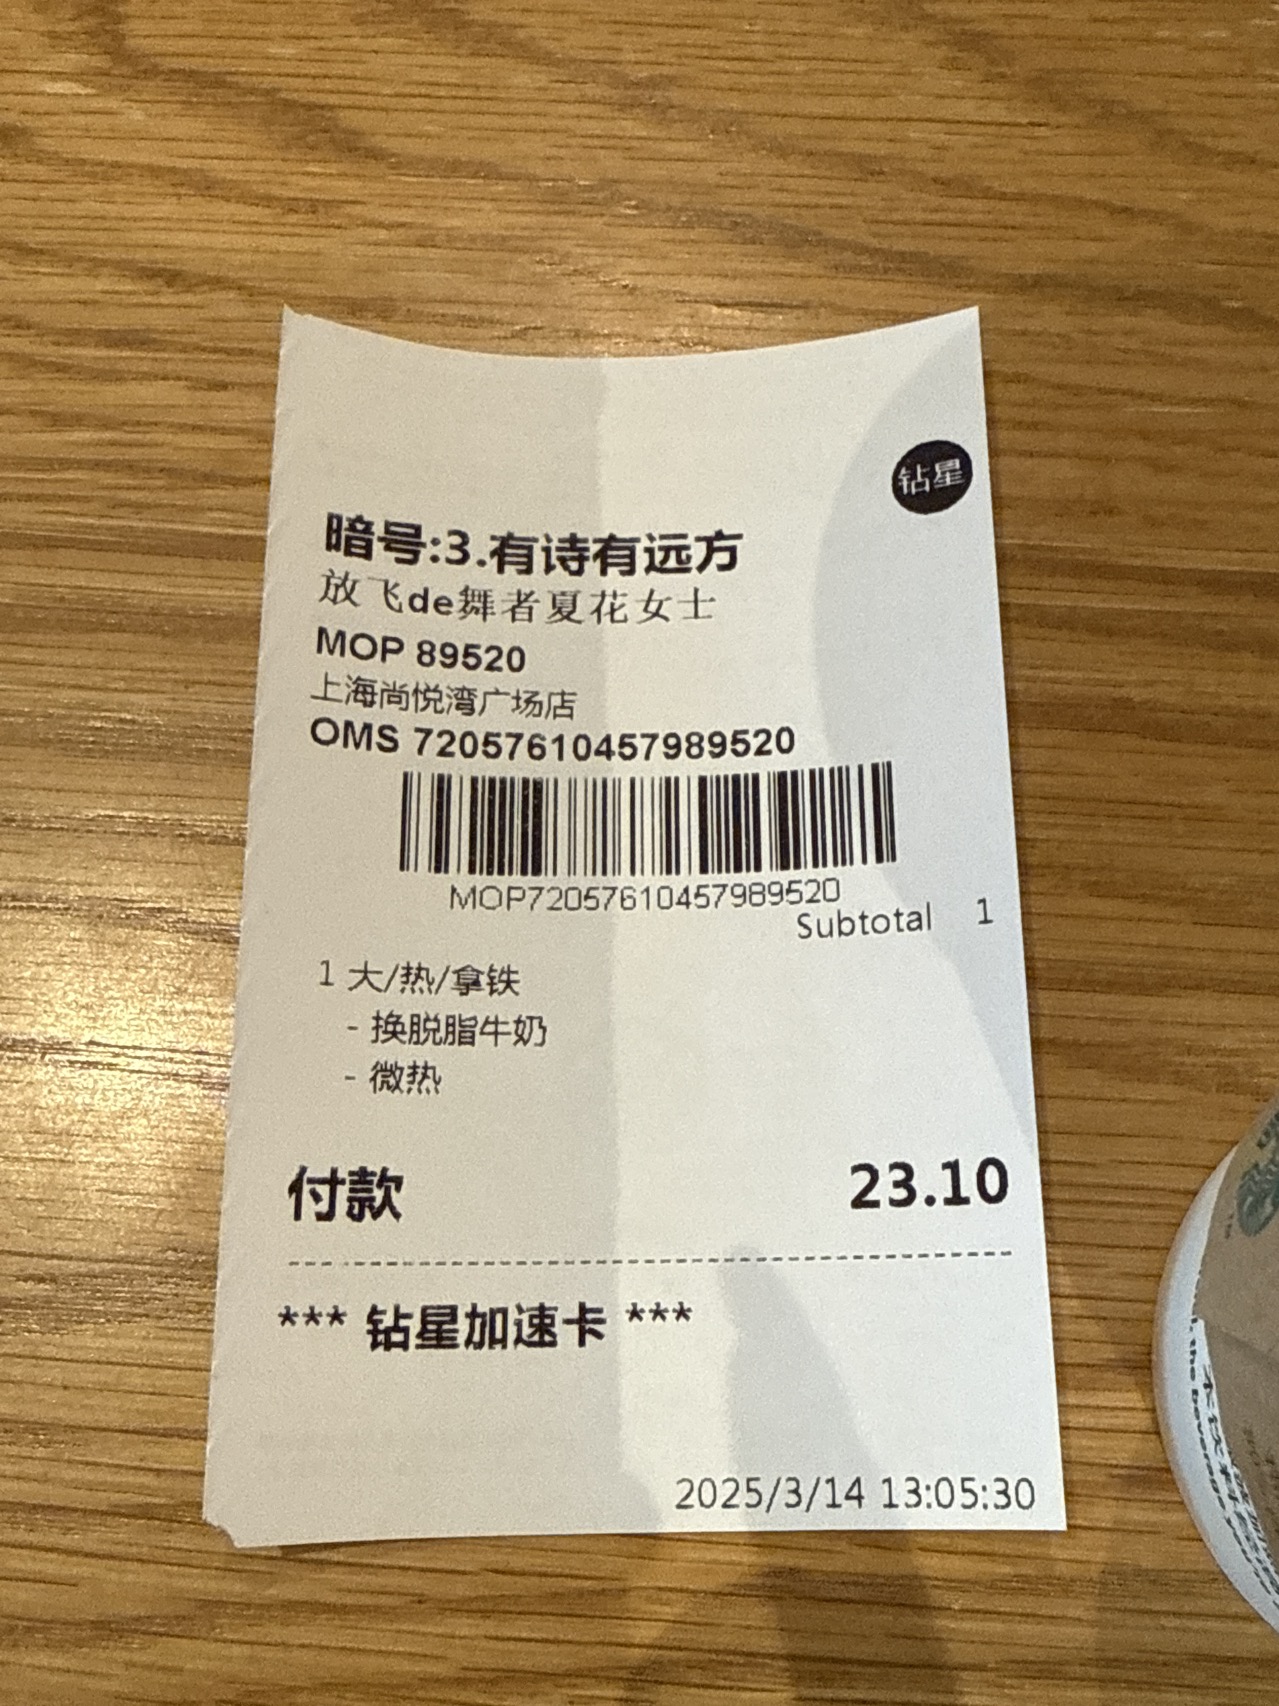 钻星
暗号:3.有诗有远方
放飞de舞者夏花女士
MOP 89520
上海尚悦湾广场店
OMS 72057610457989520
MOP72057610457989520
Subtotal 1
1 大/热/拿铁
- 换脱脂牛奶
- 微热
付款 23.10
*** 钻星加速卡 ***
2025/3/14 13:05:30
the beverage